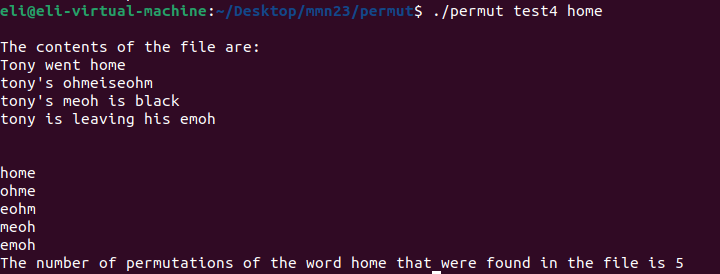 eli@eli-virtual-machine:~/Desktop/mmn23/permut$ ./permut test4 home
The contents of the file are:
Tony went home
tony's ohmeiseohm
tony's meoh is black
tony is leaving his emoh
home
ohme
eohm
meoh
emoh
The number of permutations of the word home that were found in the file is 5